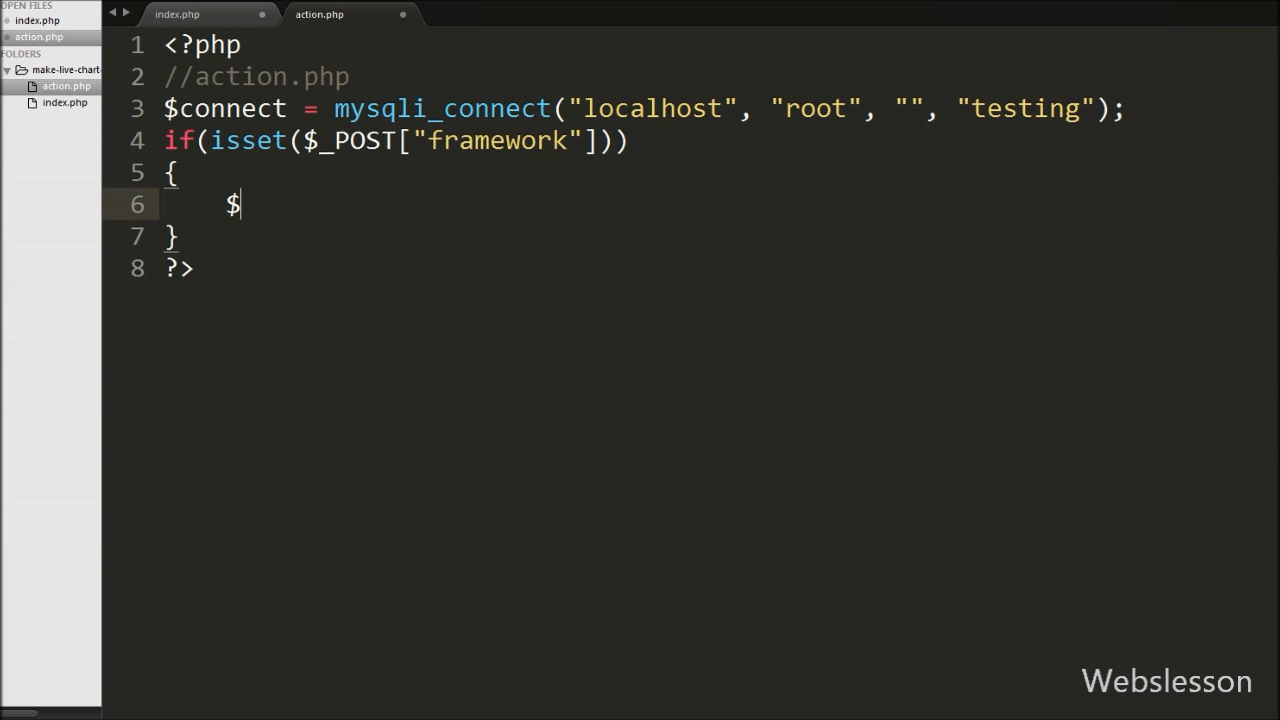 OPEN FILES
index.php
action.php
FOLDERS
make-live-chart-
action.php
index.php
index.php
action.php
1 <?php
2 //action.php
3 $connect = mysqli_connect("localhost", "root", "", "testing");
4 if(isset($_POST["framework"]))
5 {
6 $
7 }
8 ?>
Webslesson